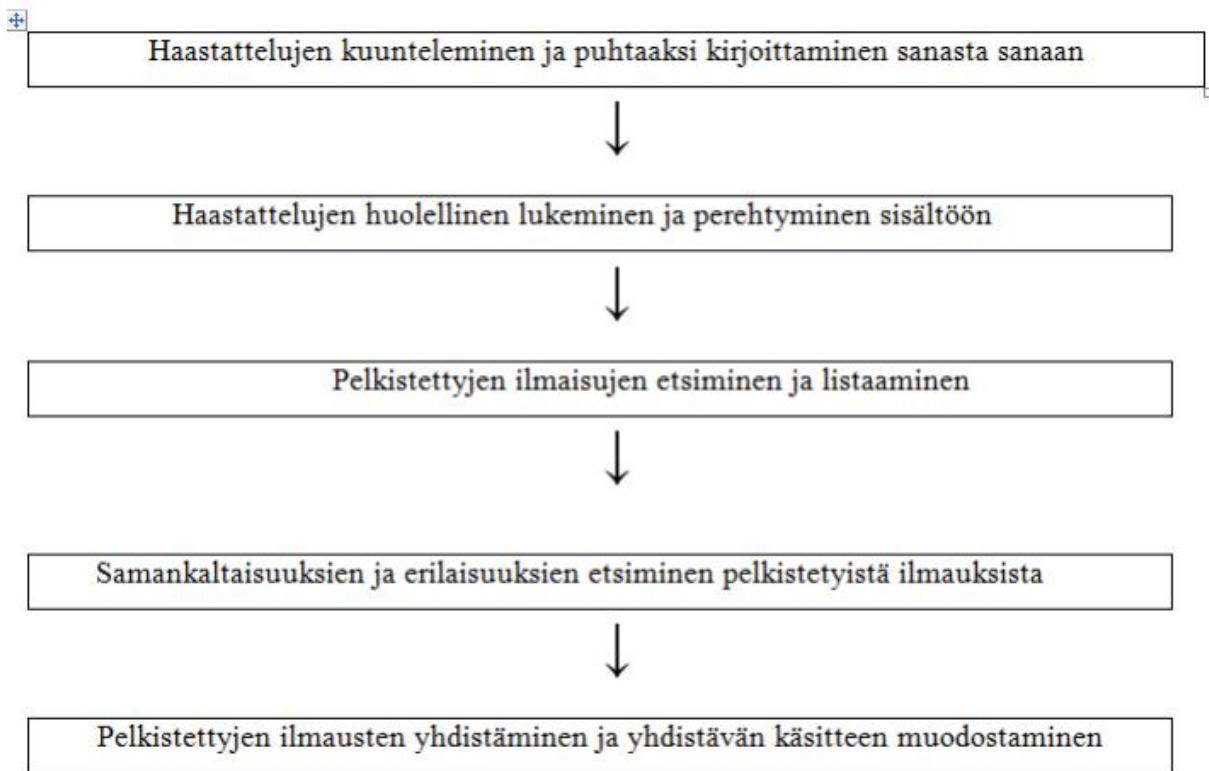 Haastattelujen kuunteleminen ja puhtaaksi kirjoittaminen sanasta sanaan
Haastattelujen huolellinen lukeminen ja perehtyminen sisältöön
Pelkistettyjen ilmaisujen etsiminen ja listaaminen
Samankaltaisuuksien ja erilaisuuksien etsiminen pelkistetyistä ilmauksista
Pelkistettyjen ilmausten yhdistäminen ja yhdistävän käsitteen muodostaminen